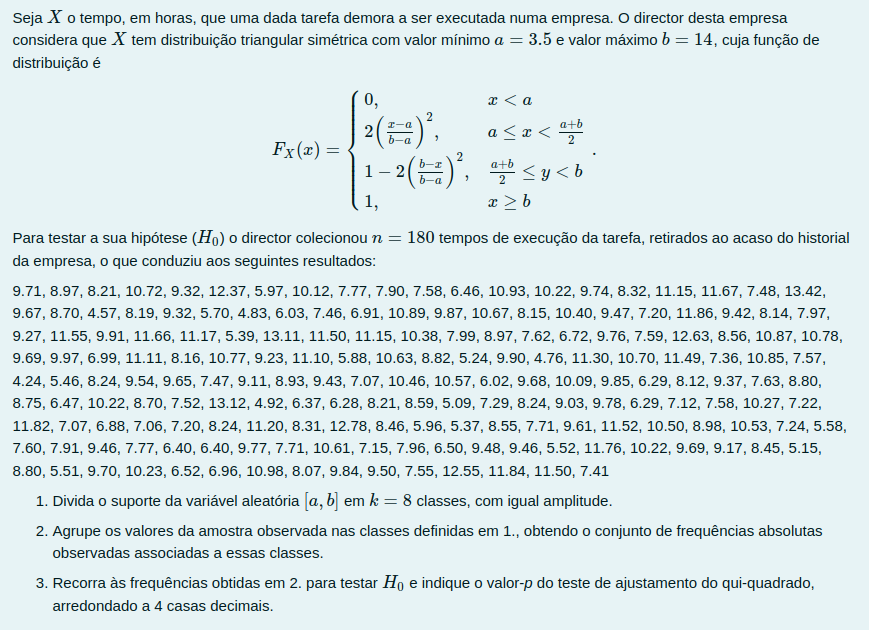 Seja X o tempo, em horas, que uma dada tarefa demora a ser executada numa empresa. O director desta empresa
considera que X tem distribuição triangular simétrica com valor mínimo a = 3.5 e valor máximo b = 14, cuja função de
distribuição é
F_X(x) = { 0, x < a
2((x−a)/(b−a))^2, a ≤ x < (a+b)/2
1 − 2((b−x)/(b−a))^2, (a+b)/2 ≤ y < b
1, x ≥ b .
Para testar a sua hipótese (H_0) o director colecionou n = 180 tempos de execução da tarefa, retirados ao acaso do historial
da empresa, o que conduziu aos seguintes resultados:
9.71, 8.97, 8.21, 10.72, 9.32, 12.37, 5.97, 10.12, 7.77, 7.90, 7.58, 6.46, 10.93, 10.22, 9.74, 8.32, 11.15, 11.67, 7.48, 13.42,
9.67, 8.70, 4.57, 8.19, 9.32, 5.70, 4.83, 6.03, 7.46, 6.91, 10.89, 9.87, 10.67, 8.15, 10.40, 9.47, 7.20, 11.86, 9.42, 8.14, 7.97,
9.27, 11.55, 9.91, 11.66, 11.17, 5.39, 13.11, 11.50, 11.15, 10.38, 7.99, 8.97, 7.62, 6.72, 9.76, 7.59, 12.63, 8.56, 10.87, 10.78,
9.69, 9.97, 6.99, 11.11, 8.16, 10.77, 9.23, 11.10, 5.88, 10.63, 8.82, 5.24, 9.90, 4.76, 11.30, 10.70, 11.49, 7.36, 10.85, 7.57,
4.24, 5.46, 8.24, 9.54, 9.65, 7.47, 9.11, 8.93, 9.43, 7.07, 10.46, 10.57, 6.02, 9.68, 10.09, 9.85, 6.29, 8.12, 9.37, 7.63, 8.80,
8.75, 6.47, 10.22, 8.70, 7.52, 13.12, 4.92, 6.37, 6.28, 8.21, 8.59, 5.09, 7.29, 8.24, 9.03, 9.78, 6.29, 7.12, 7.58, 10.27, 7.22,
11.82, 7.07, 6.88, 7.06, 7.20, 8.24, 11.20, 8.31, 12.78, 8.46, 5.96, 5.37, 8.55, 7.71, 9.61, 11.52, 10.50, 8.98, 10.53, 7.24, 5.58,
7.60, 7.91, 9.46, 7.77, 6.40, 6.40, 9.77, 7.71, 10.61, 7.15, 7.96, 6.50, 9.48, 9.46, 5.52, 11.76, 10.22, 9.69, 9.17, 8.45, 5.15,
8.80, 5.51, 9.70, 10.23, 6.52, 6.96, 10.98, 8.07, 9.84, 9.50, 7.55, 12.55, 11.84, 11.50, 7.41
1. Divida o suporte da variável aleatória [a, b] em k = 8 classes, com igual amplitude.
2. Agrupe os valores da amostra observada nas classes definidas em 1., obtendo o conjunto de frequências absolutas
observadas associadas a essas classes.
3. Recorra às frequências obtidas em 2. para testar H_0 e indique o valor-p do teste de ajustamento do qui-quadrado,
arredondado a 4 casas decimais.